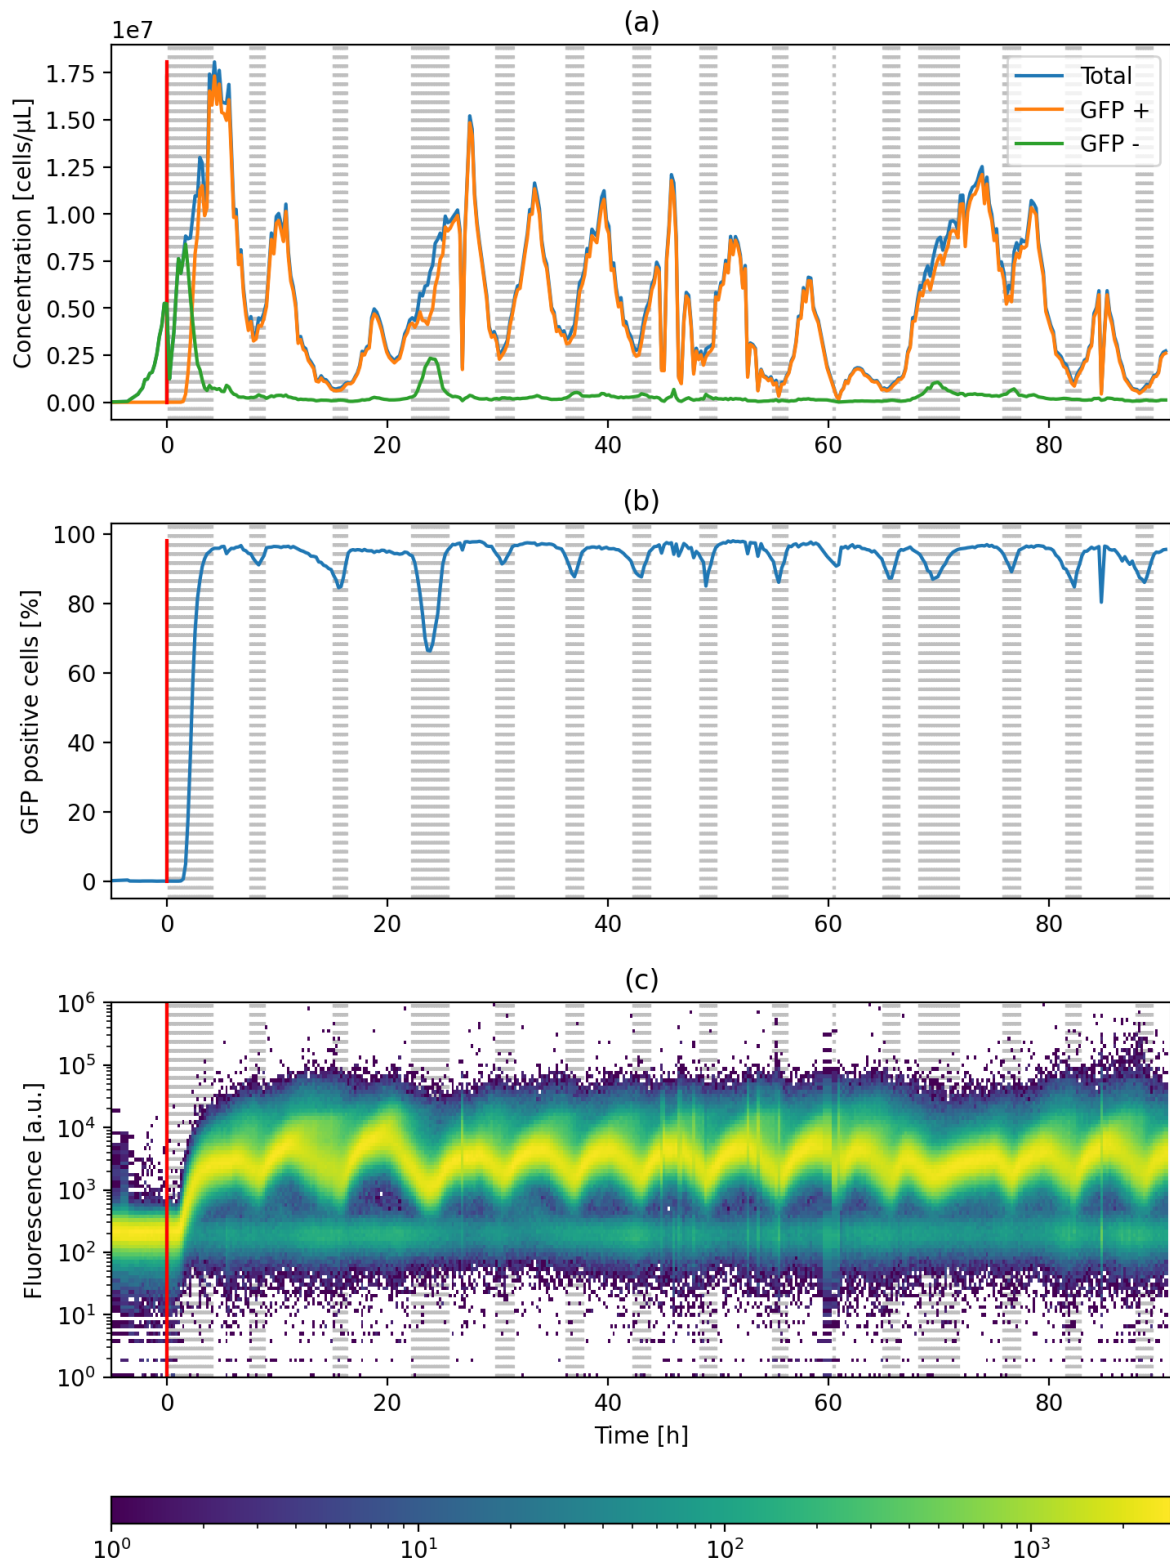 (a)
1e7
1.75
1.50
1.25
1.00
0.75
0.50
0.25
0.00
Concentration [cells/µL]
Total
GFP +
GFP -
0 20 40 60 80
(b)
100
80
60
40
20
0
GFP positive cells [%]
0 20 40 60 80
(c)
10⁶
10⁵
10⁴
10³
10²
10¹
10⁰
Fluorescence [a.u.]
0 20 40 60 80
Time [h]
10⁰ 10¹ 10² 10³